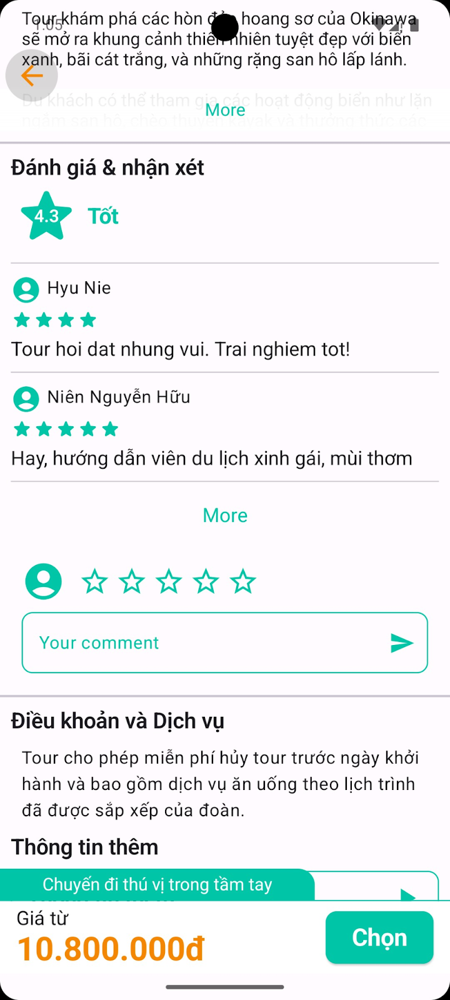 Tour khám phá các hòn đảo hoang sơ của Okinawa
1:05
sẽ mở ra khung cảnh thiên nhiên tuyệt đẹp với biển
xanh, bãi cát trắng, và những rặng san hô lấp lánh.
Du khách có thể tham gia các hoạt động biển như lặn
More
ngắm san hô, chèo thuyền kayak và thưởng thức các
Đánh giá & nhận xét
4.3
Tốt
Hyu Nie
Tour hoi dat nhung vui. Trai nghiem tot!
Niên Nguyễn Hữu
Hay, hướng dẫn viên du lịch xinh gái, mùi thơm
More
Your comment
Điều khoản và Dịch vụ
Tour cho phép miễn phí hủy tour trước ngày khởi
hành và bao gồm dịch vụ ăn uống theo lịch trình
đã được sắp xếp của đoàn.
Thông tin thêm
Chuyến đi thú vị trong tầm tay
Giá từ
10.800.000đ
Chọn